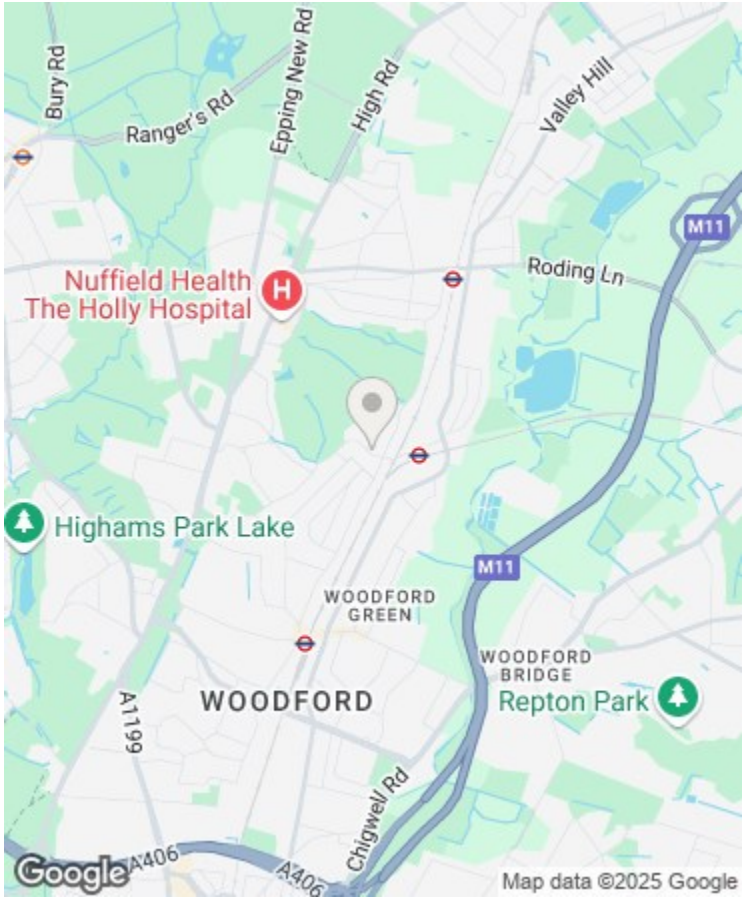 Bury Rd
Epping New Rd
High Rd
Valley Hill
Ranger's Rd
M11
Roding Ln
Nuffield Health
The Holly Hospital
H
Highams Park Lake
M11
WOODFORD
GREEN
WOODFORD
BRIDGE
WOODFORD
Repton Park
A1199
Chigwell Rd
A406
A406
Google
Map data ©2025 Google